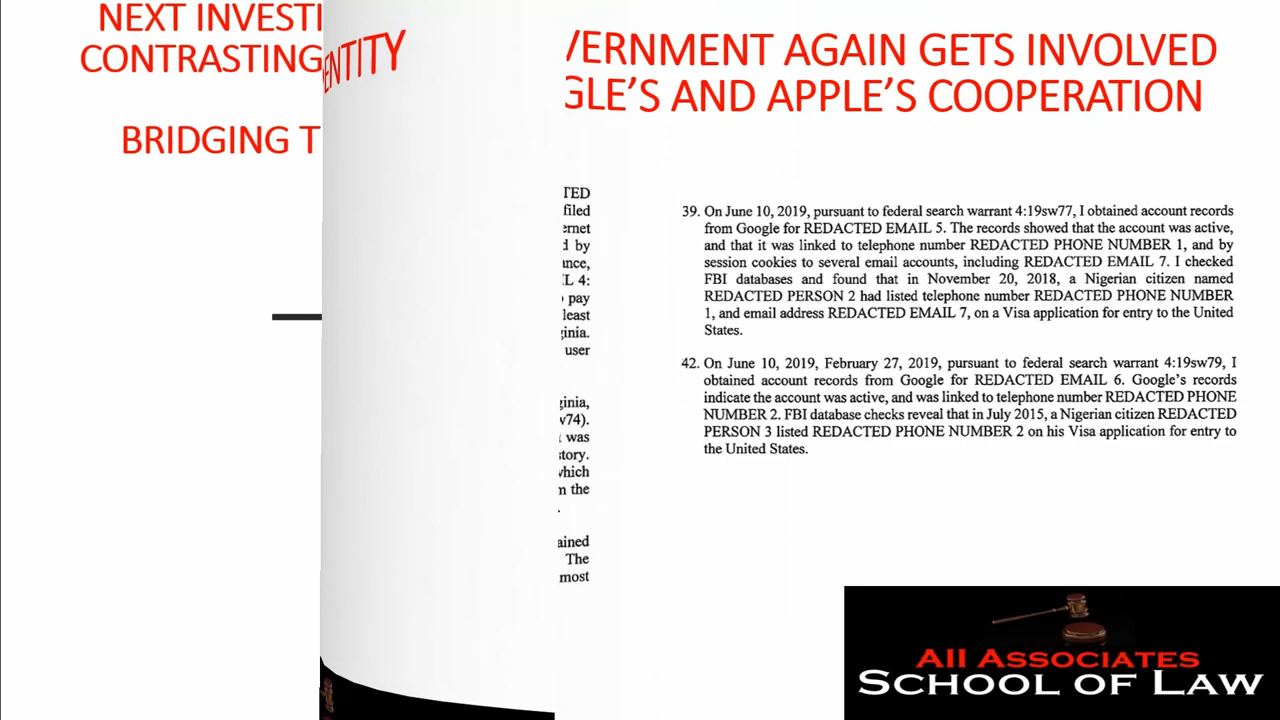 NEXT INVESTI
CONTRASTING
BRIDGING T
ENTITY
VERNMENT AGAIN GETS INVOLVED
GLE'S AND APPLE'S COOPERATION
TED
filed
ernet
d by
ance,
L 4:
pay
least
ginia.
user
ginia,
v74).
was
story.
which
n the
.
ained
The
most
39. On June 10, 2019, pursuant to federal search warrant 4:19sw77, I obtained account records
from Google for REDACTED EMAIL 5. The records showed that the account was active,
and that it was linked to telephone number REDACTED PHONE NUMBER 1, and by
session cookies to several email accounts, including REDACTED EMAIL 7. I checked
FBI databases and found that in November 20, 2018, a Nigerian citizen named
REDACTED PERSON 2 had listed telephone number REDACTED PHONE NUMBER
1, and email address REDACTED EMAIL 7, on a Visa application for entry to the United
States.
42. On June 10, 2019, February 27, 2019, pursuant to federal search warrant 4:19sw79, I
obtained account records from Google for REDACTED EMAIL 6. Google's records
indicate the account was active, and was linked to telephone number REDACTED PHONE
NUMBER 2. FBI database checks reveal that in July 2015, a Nigerian citizen REDACTED
PERSON 3 listed REDACTED PHONE NUMBER 2 on his Visa application for entry to
the United States.
All Associates
School of Law